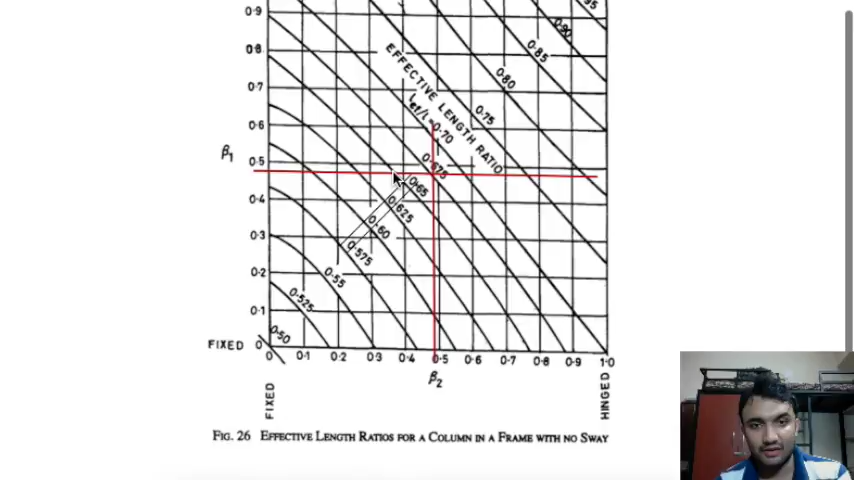 0·9
0·8
0·7
0·6
β₁
0·5
0·4
0·3
0·2
0·1
FIXED 0
0 0·1 0·2 0·3 0·4 0·5 0·6 0·7 0·8 0·9 1·0
β₂
FIXED
HINGED
EFFECTIVE LENGTH RATIO
0·50
0·525
0·55
0·575
0·60
0·625
0·65
0·675
0·70
0·75
0·80
0·85
0·90
FIG. 26 EFFECTIVE LENGTH RATIOS FOR A COLUMN IN A FRAME WITH NO SWAY